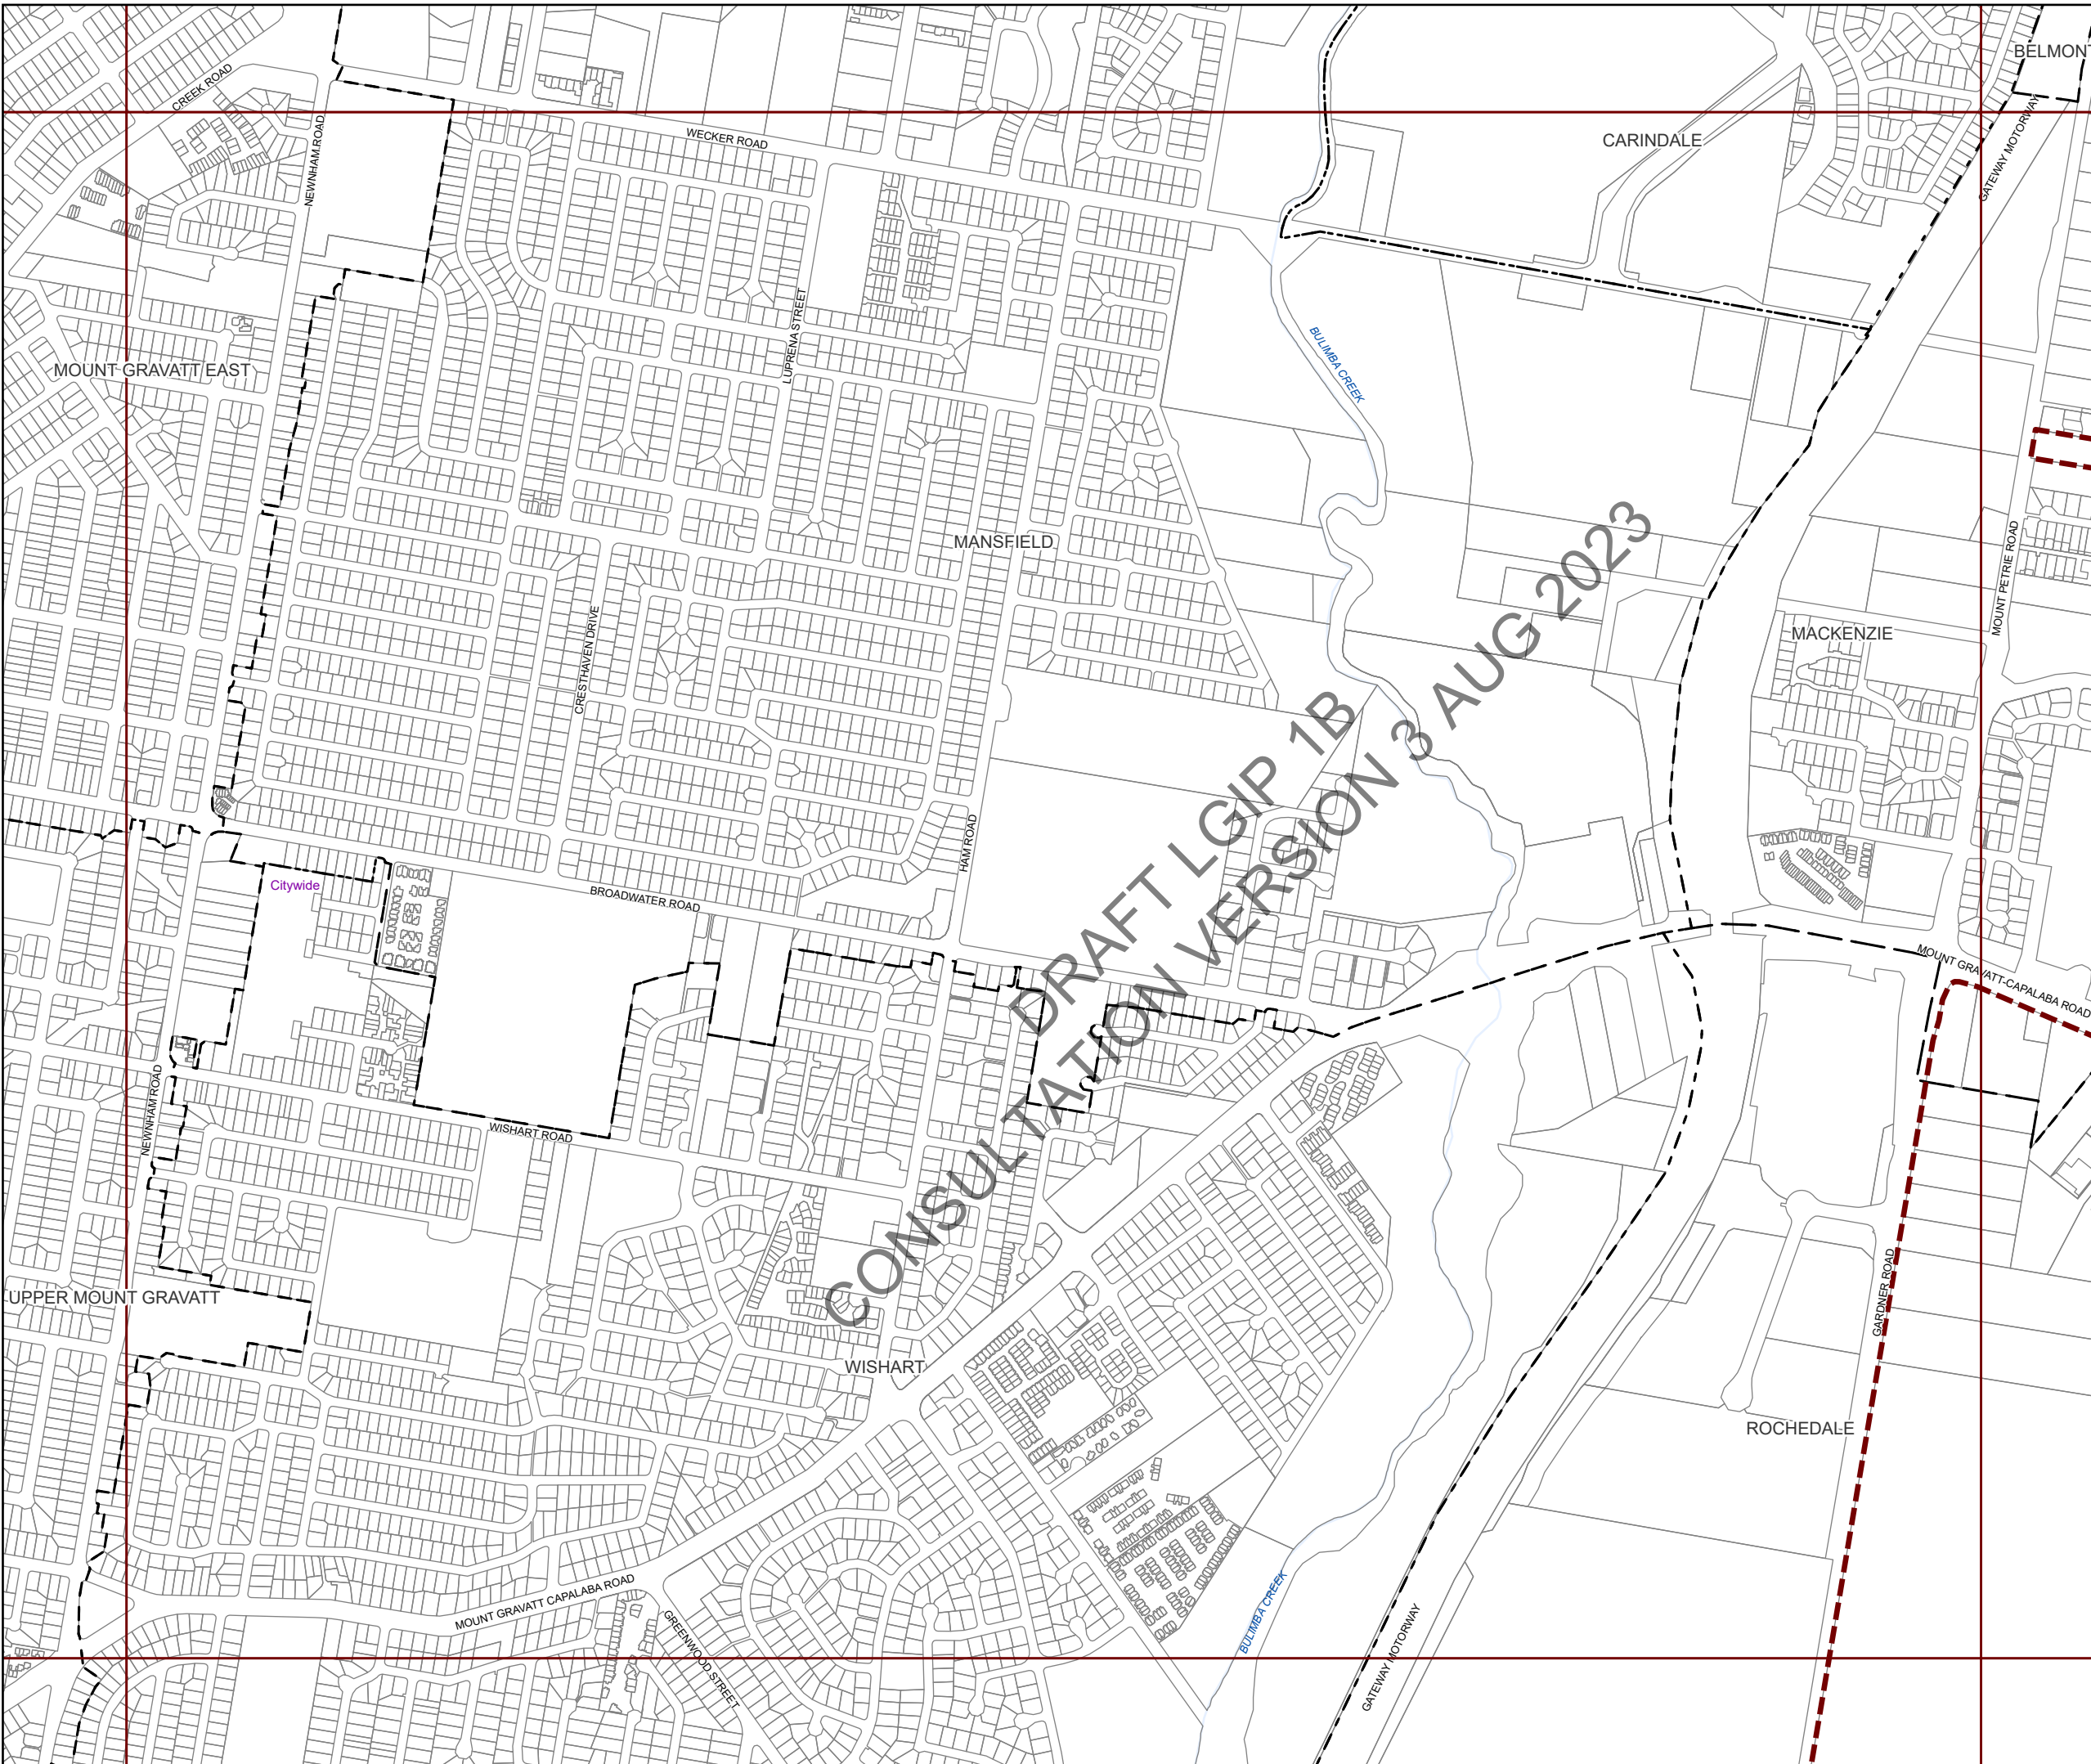 BELMONT
CREEK ROAD
NEWNHAM ROAD
WECKER ROAD
CARINDALE
GATEWAY MOTORWAY
LUPRENA STREET
BULIMBA CREEK
MOUNT GRAVATT EAST
MANSFIELD
MOUNT PETRIE ROAD
CRESTHAVEN DRIVE
MACKENZIE
HAM ROAD
Citywide
BROADWATER ROAD
DRAFT LGIP 1B
CONSULTATION VERSION 3 AUG 2023
MOUNT GRAVATT-CAPALABA ROAD
NEWNHAM ROAD
WISHART ROAD
UPPER MOUNT GRAVATT
GARDNER ROAD
WISHART
ROCHEDALE
MOUNT GRAVATT CAPALABA ROAD
GREENWOOD STREET
BULIMBA CREEK
GATEWAY MOTORWAY